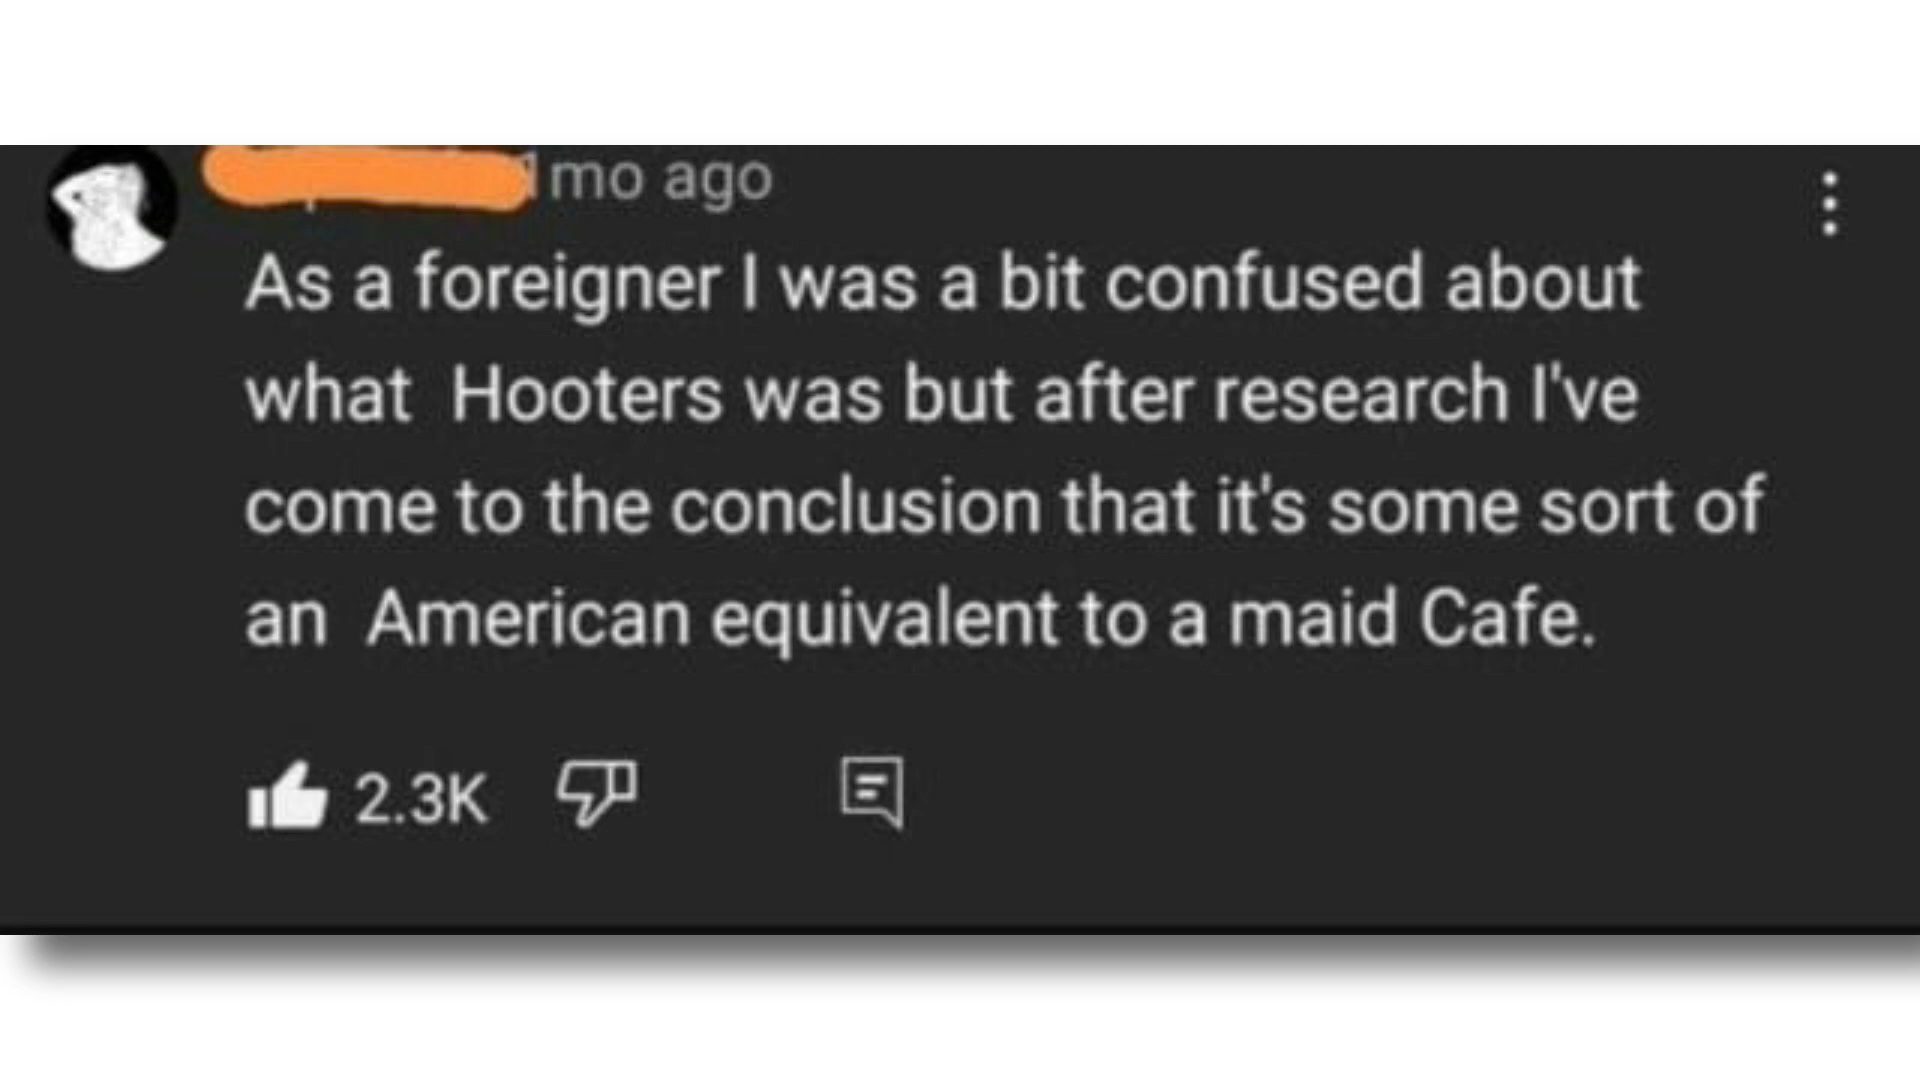 1mo ago
As a foreigner I was a bit confused about
what Hooters was but after research I've
come to the conclusion that it's some sort of
an American equivalent to a maid Cafe.
2.3K